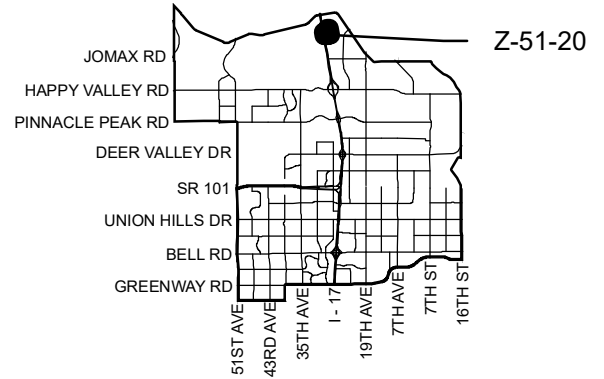 Z-51-20
JOMAX RD
HAPPY VALLEY RD
PINNACLE PEAK RD
DEER VALLEY DR
SR 101
UNION HILLS DR
BELL RD
GREENWAY RD
51ST AVE
43RD AVE
35TH AVE
I - 17
19TH AVE
7TH AVE
7TH ST
16TH ST